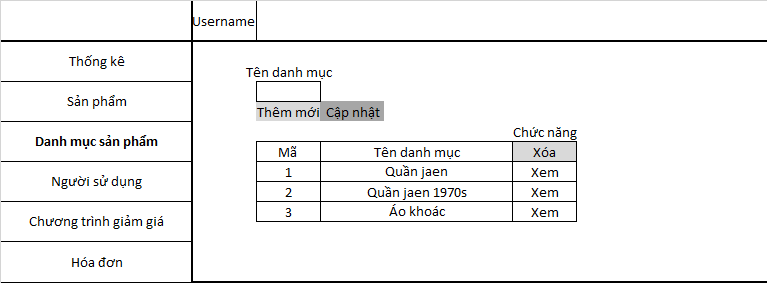 Username
Thống kê
Sản phẩm
Danh mục sản phẩm
Người sử dụng
Chương trình giảm giá
Hóa đơn
Tên danh mục
Thêm mới Cập nhật
Chức năng
Mã Tên danh mục Xóa
1 Quần jaen Xem
2 Quần jaen 1970s Xem
3 Áo khoác Xem